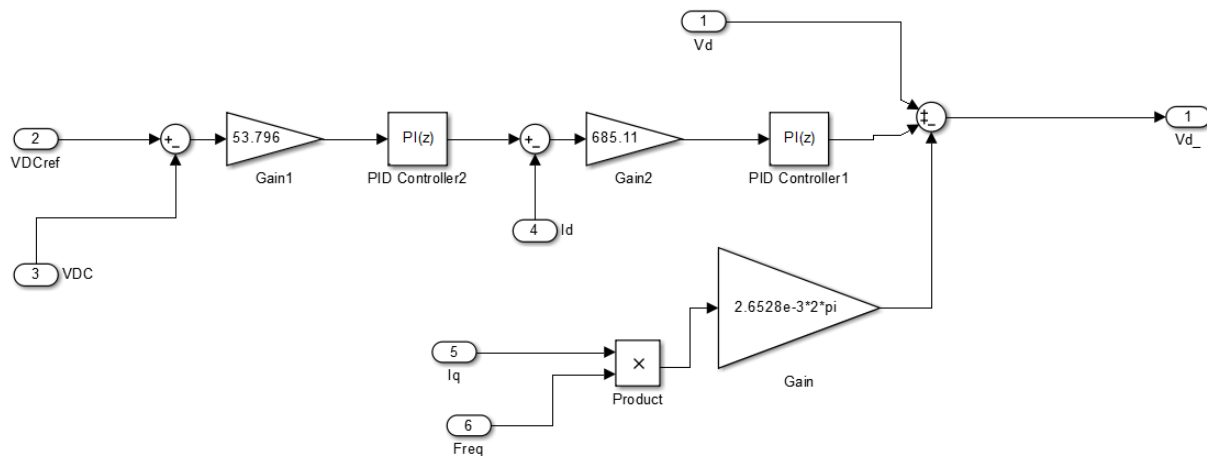 1
Vd
2
VDCref
+
-
53.796
Gain1
PI(z)
PID Controller2
+
-
685.11
Gain2
PI(z)
PID Controller1
+
+
-
1
Vd_
3
VDC
4
Id
5
Iq
6
Freq
×
Product
2.6528e-3*2*pi
Gain